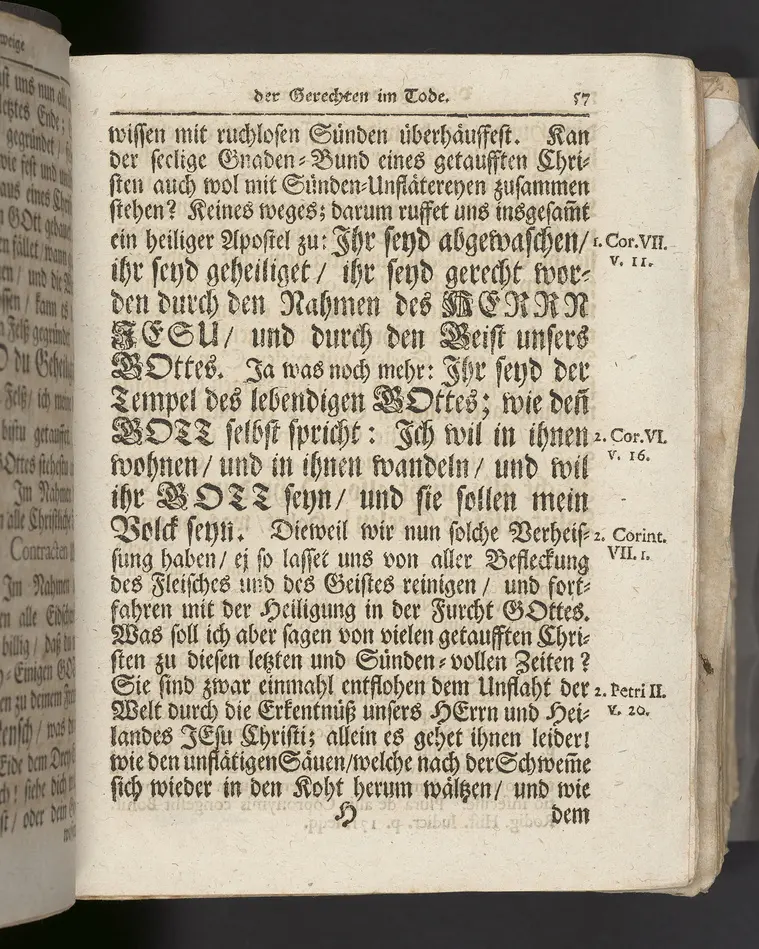 der Gerechten im Tode. 57
wissen mit ruchlosen Sünden überhäuffest. Kan
der seelige Gnaden-Bund eines getaufften Chri-
sten auch wol mit Sünden-Unflätereyen zusammen
stehen? Keines weges; darum ruffet uns insgesam̃t
ein heiliger Apostel zu: Ihr seyd abgewaschen/
1. Cor. VII.
v. 11.
ihr seyd geheiliget/ ihr seyd gerecht wor-
den durch den Nahmen des HERRN
JESU/ und durch den Geist unsers
GOttes. Ja was noch mehr: Ihr seyd der
Tempel des lebendigen GOttes; wie deñ
GOTT selbst spricht: Ich wil in ihnen
2. Cor. VI.
v. 16.
wohnen/ und in ihnen wandeln/ und wil
ihr GOTT seyn/ und sie sollen mein
Volck seyn. Dieweil wir nun solche Verheis-
2. Corint.
VII. 1.
sung haben/ ej so lasset uns von aller Befleckung
des Fleisches und des Geistes reinigen/ und fort-
fahren mit der Heiligung in der Furcht GOttes.
Was soll ich aber sagen von vielen getaufften Chri-
sten zu diesen letzten und Sünden-vollen Zeiten?
Sie sind zwar einmahl entflohen dem Unflaht der
2. Petri II.
v. 20.
Welt durch die Erkentnüß unsers HErrn und Hei-
landes JEsu Christi; allein es gehet ihnen leider!
wie den unflätigen Säuen/welche nach der Schwem̃e
sich wieder in den Koht herum wältzen/ und wie
H dem